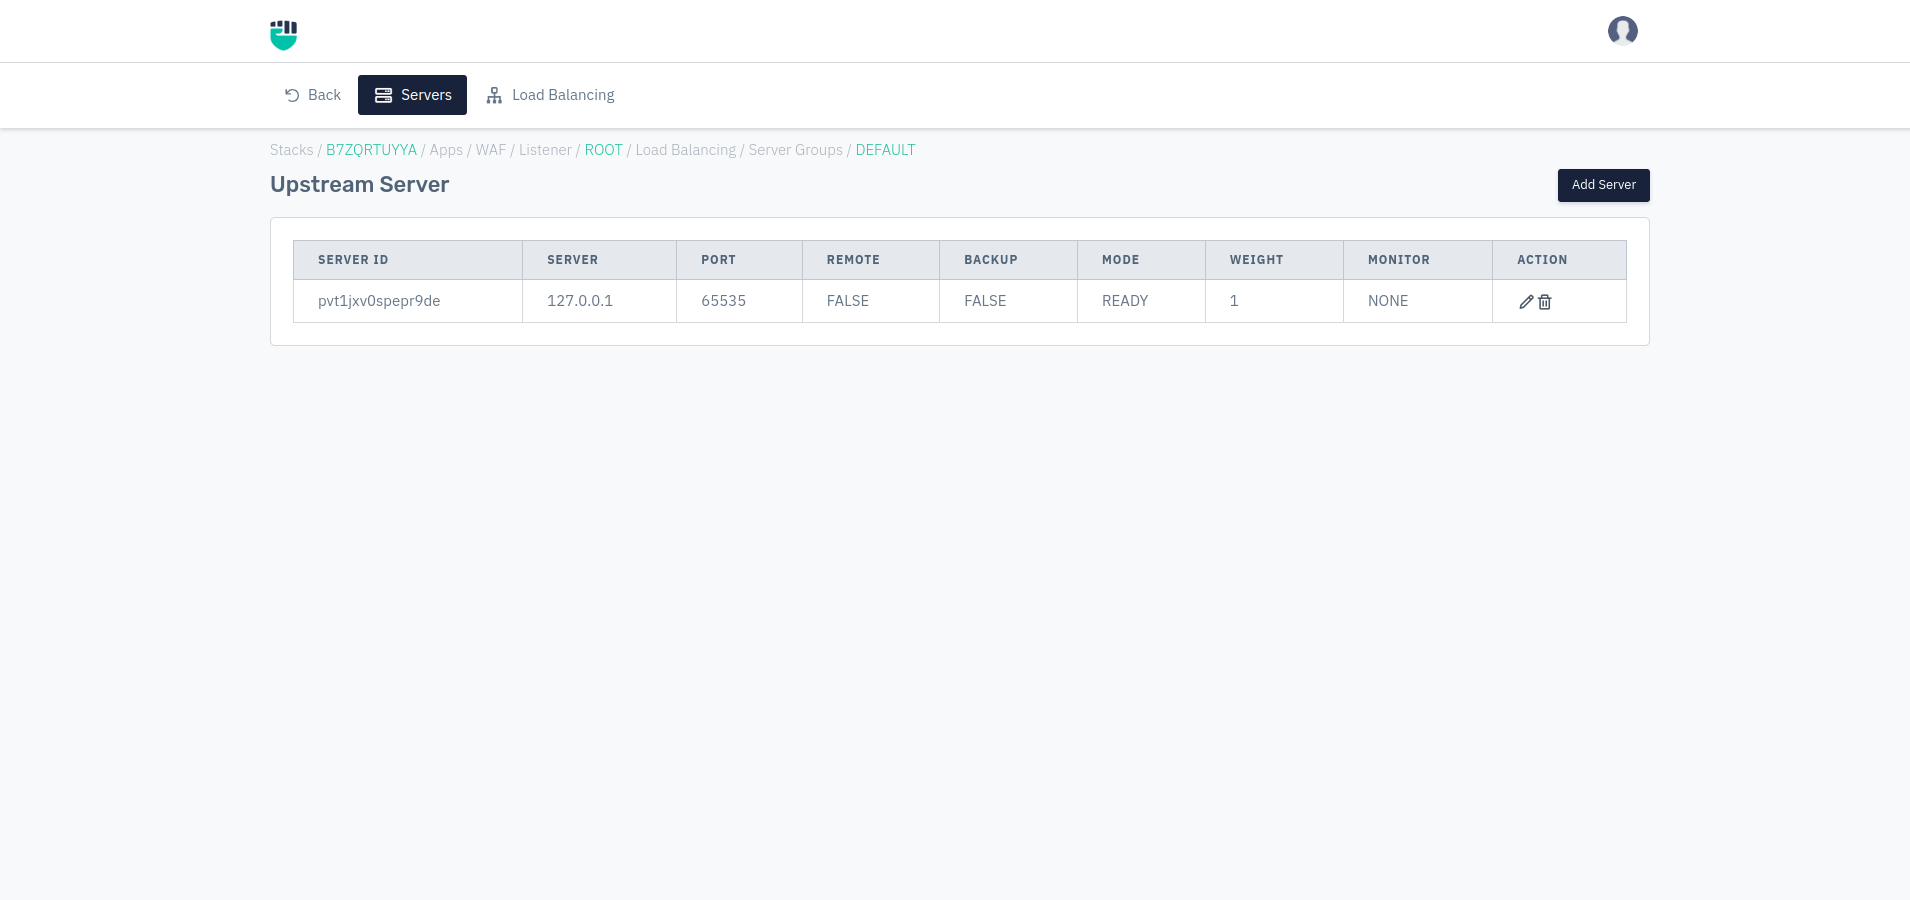 Back Servers Load Balancing
Stacks / B7ZQRTUYYA / Apps / WAF / Listener / ROOT / Load Balancing / Server Groups / DEFAULT
Upstream Server
Add Server
SERVER ID SERVER PORT REMOTE BACKUP MODE WEIGHT MONITOR ACTION
pvt1jxv0spepr9de 127.0.0.1 65535 FALSE FALSE READY 1 NONE